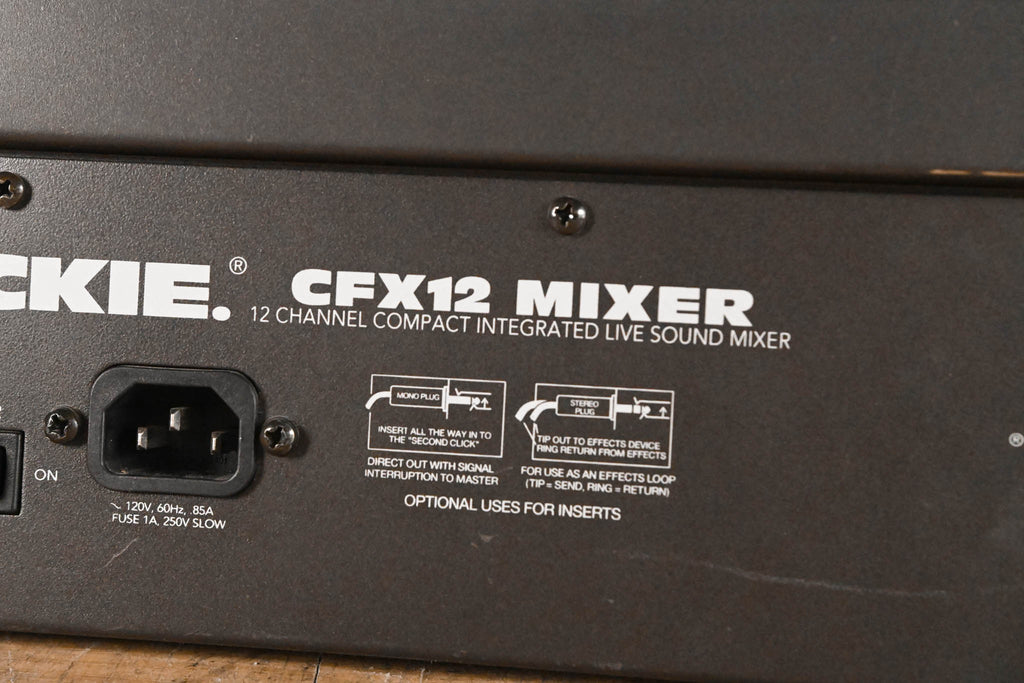 CKIE.®
CFX12 MIXER
12 CHANNEL COMPACT INTEGRATED LIVE SOUND MIXER
ON
~ 120V, 60Hz, .85A
FUSE 1A, 250V SLOW
MONO PLUG
INSERT ALL THE WAY IN TO
THE "SECOND CLICK"
DIRECT OUT WITH SIGNAL
INTERRUPTION TO MASTER
STEREO
PLUG
TIP OUT TO EFFECTS DEVICE
RING RETURN FROM EFFECTS
FOR USE AS AN EFFECTS LOOP
(TIP = SEND, RING = RETURN)
OPTIONAL USES FOR INSERTS
®